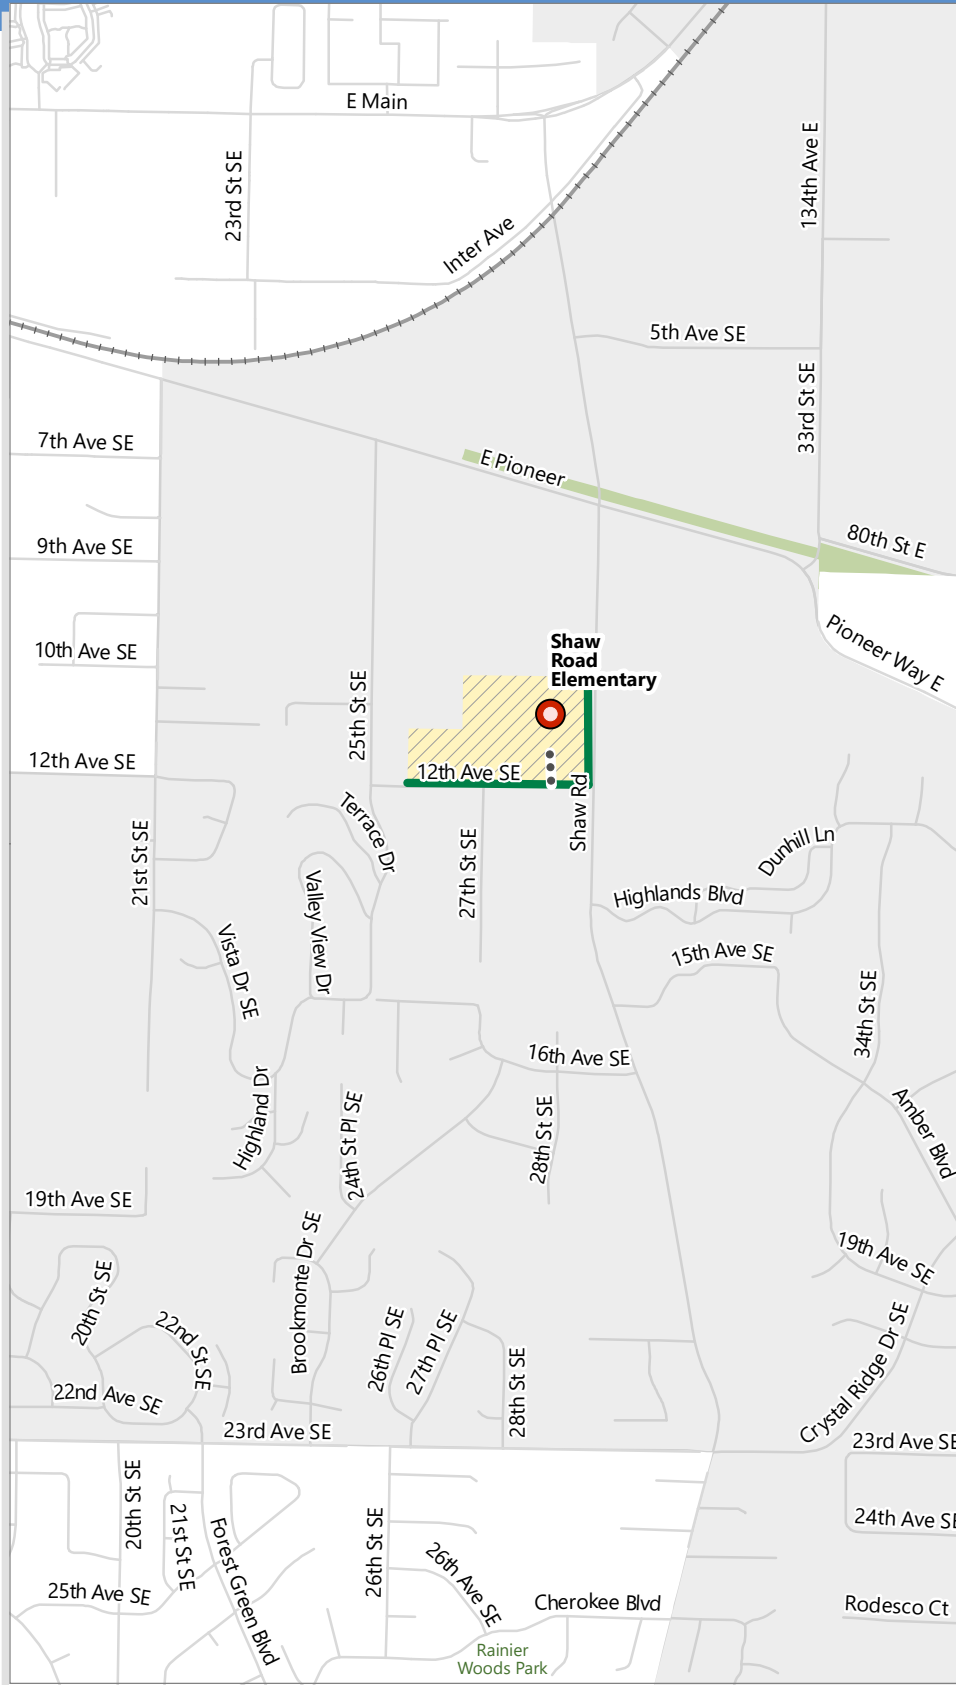 E Main
23rd St SE
134th Ave E
Inter Ave
5th Ave SE
33rd St SE
7th Ave SE
E Pioneer
9th Ave SE
80th St E
10th Ave SE
Pioneer Way E
Shaw
Road
Elementary
25th St SE
12th Ave SE
12th Ave SE
Shaw Rd
Terrace Dr
21st St SE
27th St SE
Dunhill Ln
Valley View Dr
Highlands Blvd
Vista Dr SE
15th Ave SE
34th St SE
16th Ave SE
Highland Dr
24th St Pl SE
28th St SE
Amber Blvd
19th Ave SE
Brookmonte Dr SE
19th Ave SE
20th St SE
22nd St SE
26th Pl SE
27th Pl SE
28th St SE
Crystal Ridge Dr SE
22nd Ave SE
23rd Ave SE
23rd Ave SE
20th St SE
21st St SE
Forest Green Blvd
26th St SE
24th Ave SE
26th Ave SE
25th Ave SE
Cherokee Blvd
Rodesco Ct
Rainier
Woods Park